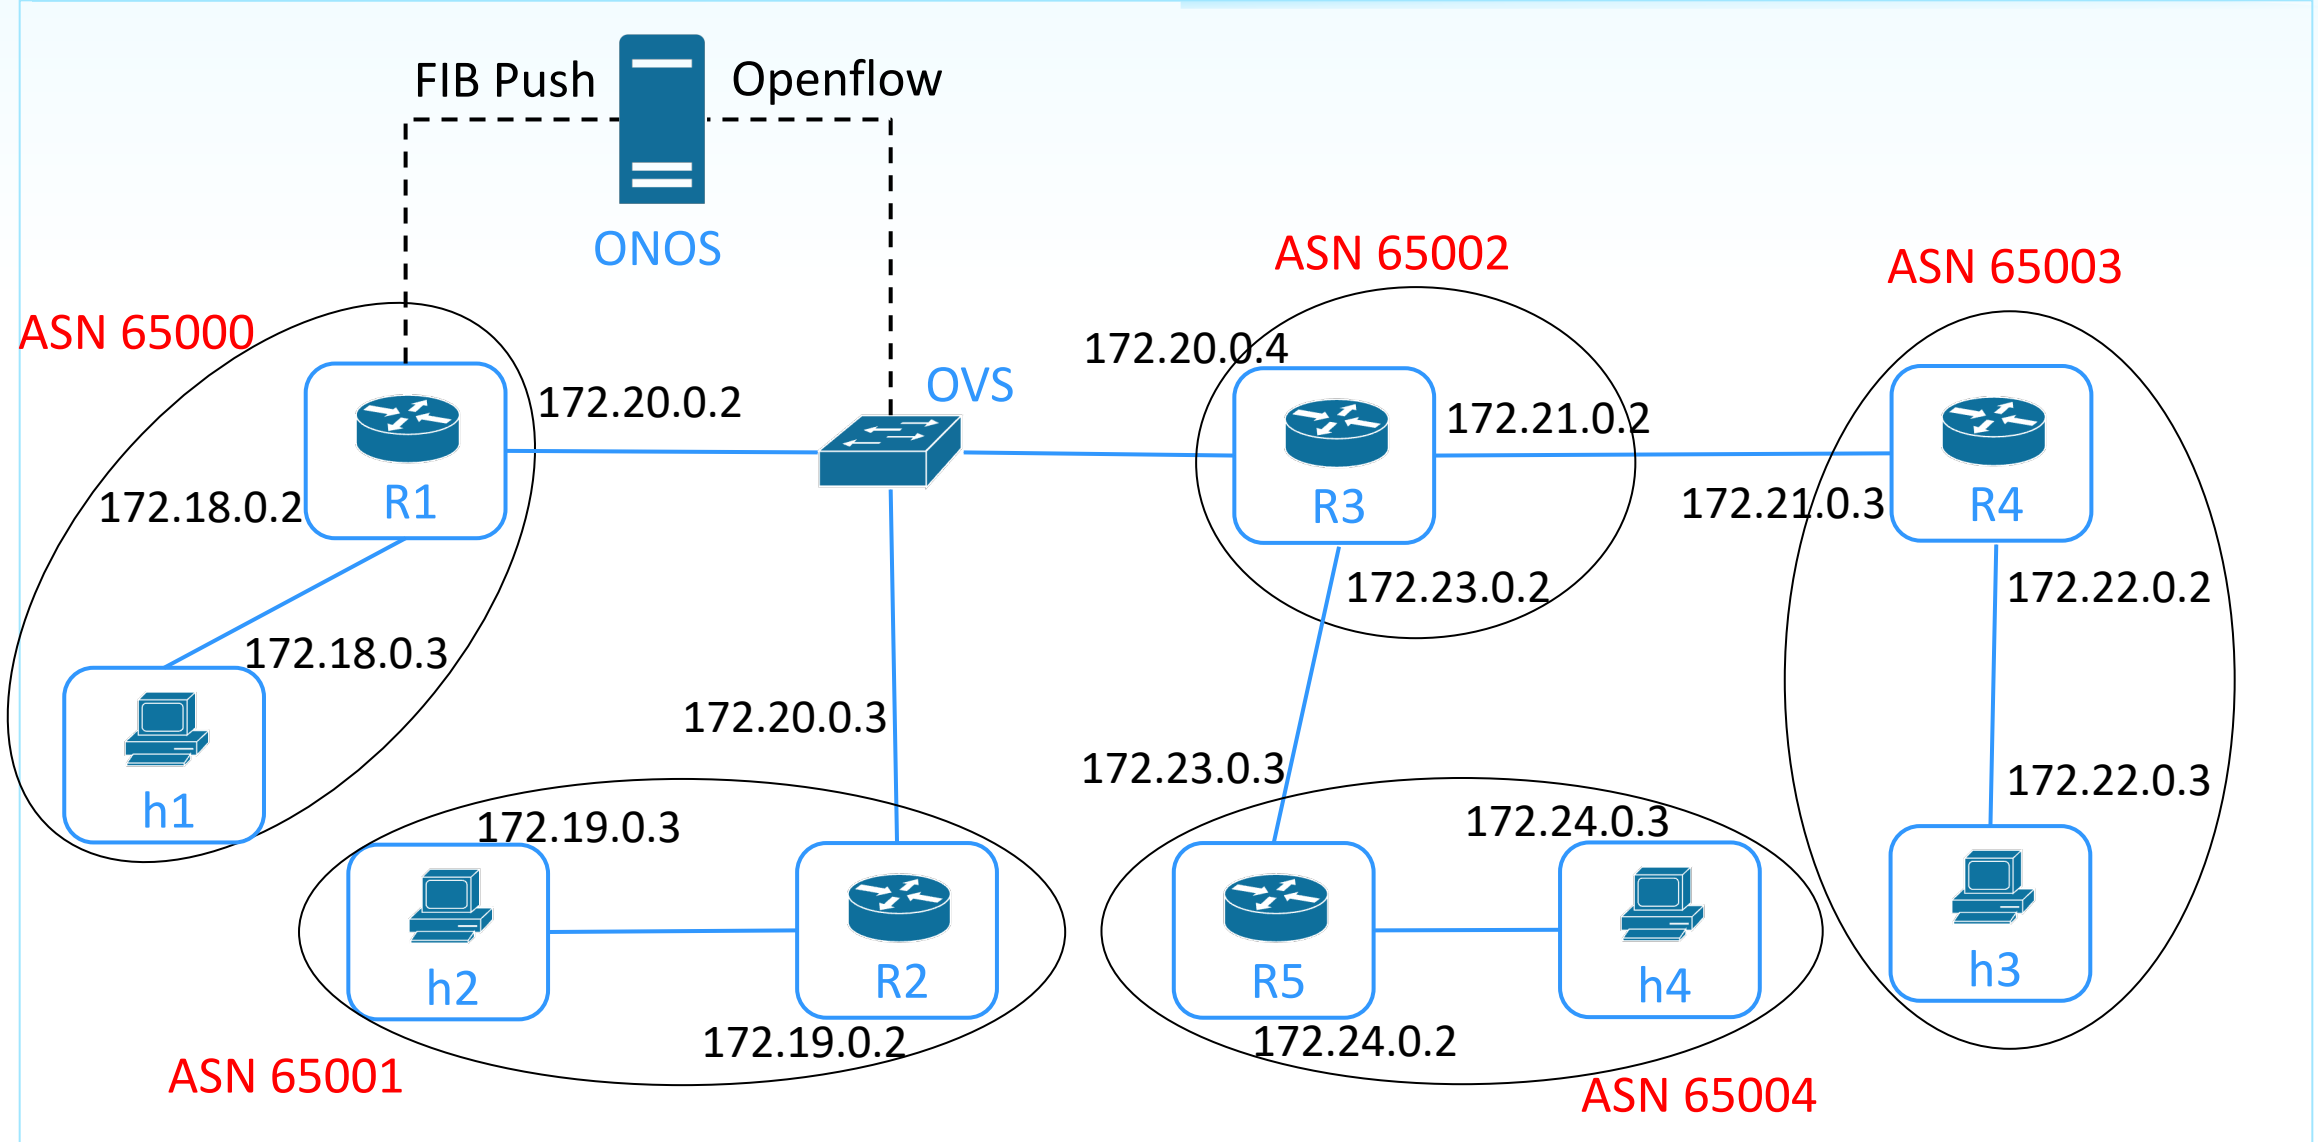 FIB Push
Openflow
ONOS
ASN 65002
ASN 65003
ASN 65000
172.20.0.4
OVS
172.20.0.2
172.21.0.2
172.18.0.2
R1
R3
172.21.0.3
R4
172.23.0.2
172.22.0.2
172.18.0.3
172.20.0.3
172.23.0.3
172.22.0.3
h1
172.19.0.3
172.24.0.3
h2
R2
R5
h4
h3
172.19.0.2
172.24.0.2
ASN 65001
ASN 65004